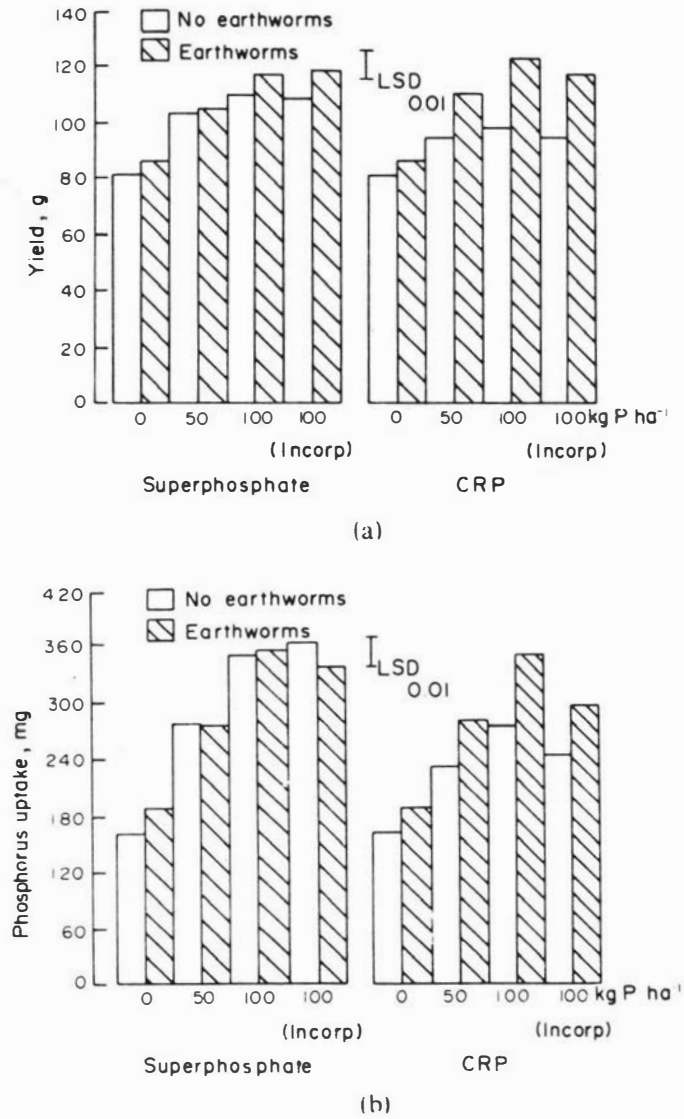 140
120
100
80
60
40
20
0
Yield, g
No earthworms
Earthworms
LSD
0.01
0 50 100 100 0 50 100 100 kg P ha⁻¹
(Incorp) (Incorp)
Superphosphate CRP
(a)
420
360
300
240
180
120
60
0
Phosphorus uptake, mg
No earthworms
Earthworms
LSD
0.01
0 50 100 100 0 50 100 100 kg P ha⁻¹
(Incorp) (Incorp)
Superphosphate CRP
(b)